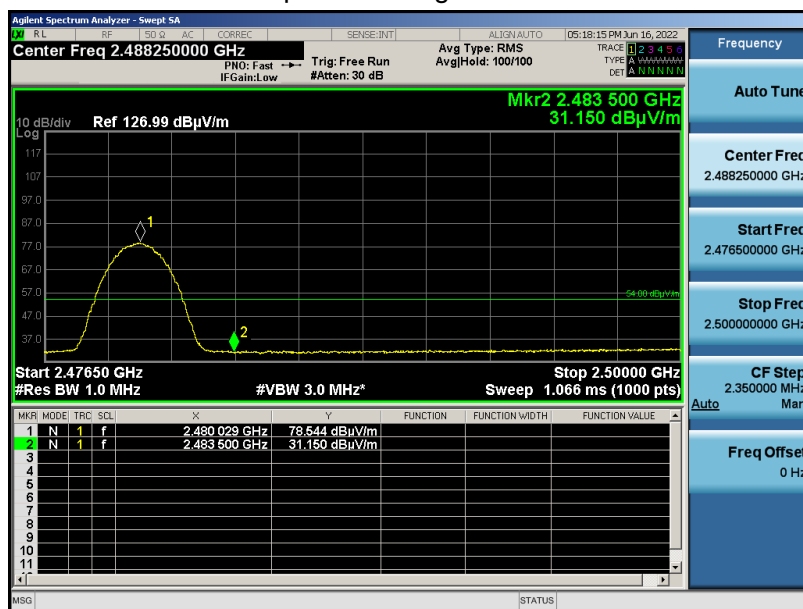 Agilent Spectrum Analyzer - Swept SA
LXI RL RF 50 Ω AC CORREC SENSE:INT ALIGN AUTO 05:18:15 PM Jun 16, 2022
Center Freq 2.488250000 GHz
PNO: Fast
IFGain:Low
Trig: Free Run
#Atten: 30 dB
Avg Type: RMS
Avg|Hold: 100/100
TRACE 1 2 3 4 5 6
TYPE A WWWWW
DET A N N N N N
Mkr2 2.483 500 GHz
31.150 dBµV/m
10 dB/div Ref 126.99 dBµV/m
Log
117
107
97.0
87.0
77.0
67.0
57.0
47.0
37.0
1
2
54.00 dBµV/m
Start 2.47650 GHz Stop 2.50000 GHz
#Res BW 1.0 MHz #VBW 3.0 MHz* Sweep 1.066 ms (1000 pts)
MKR MODE TRC SCL X Y FUNCTION FUNCTION WIDTH FUNCTION VALUE
1 N 1 f 2.480 029 GHz 78.544 dBµV/m
2 N 1 f 2.483 500 GHz 31.150 dBµV/m
3
4
5
6
7
8
9
10
11
MSG STATUS
Frequency
Auto Tune
Center Freq
2.488250000 GHz
Start Freq
2.476500000 GHz
Stop Freq
2.500000000 GHz
CF Step
2.350000 MHz
Auto Man
Freq Offset
0 Hz